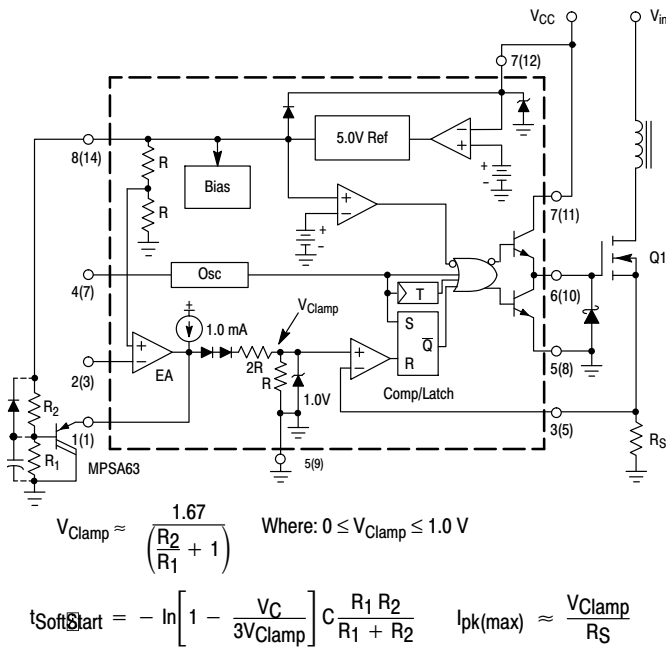 VCC
Vin
7(12)
5.0V Ref
−
+
+
-
8(14)
R
Bias
R
+
−
+
-
7(11)
Q1
4(7)
Osc
T
6(10)
±
VClamp
1.0 mA
S
Q
R
5(8)
+
−
EA
2R
R
1.0V
+
−
Comp/Latch
2(3)
R2
1(1)
R1
MPSA63
5(9)
3(5)
RS
VClamp ≈ 1.67 / (R2/R1 + 1) Where: 0 ≤ VClamp ≤ 1.0 V
tSoftStart = − ln[1 − VC/3VClamp] C R1 R2/R1 + R2 Ipk(max) ≈ VClamp/RS